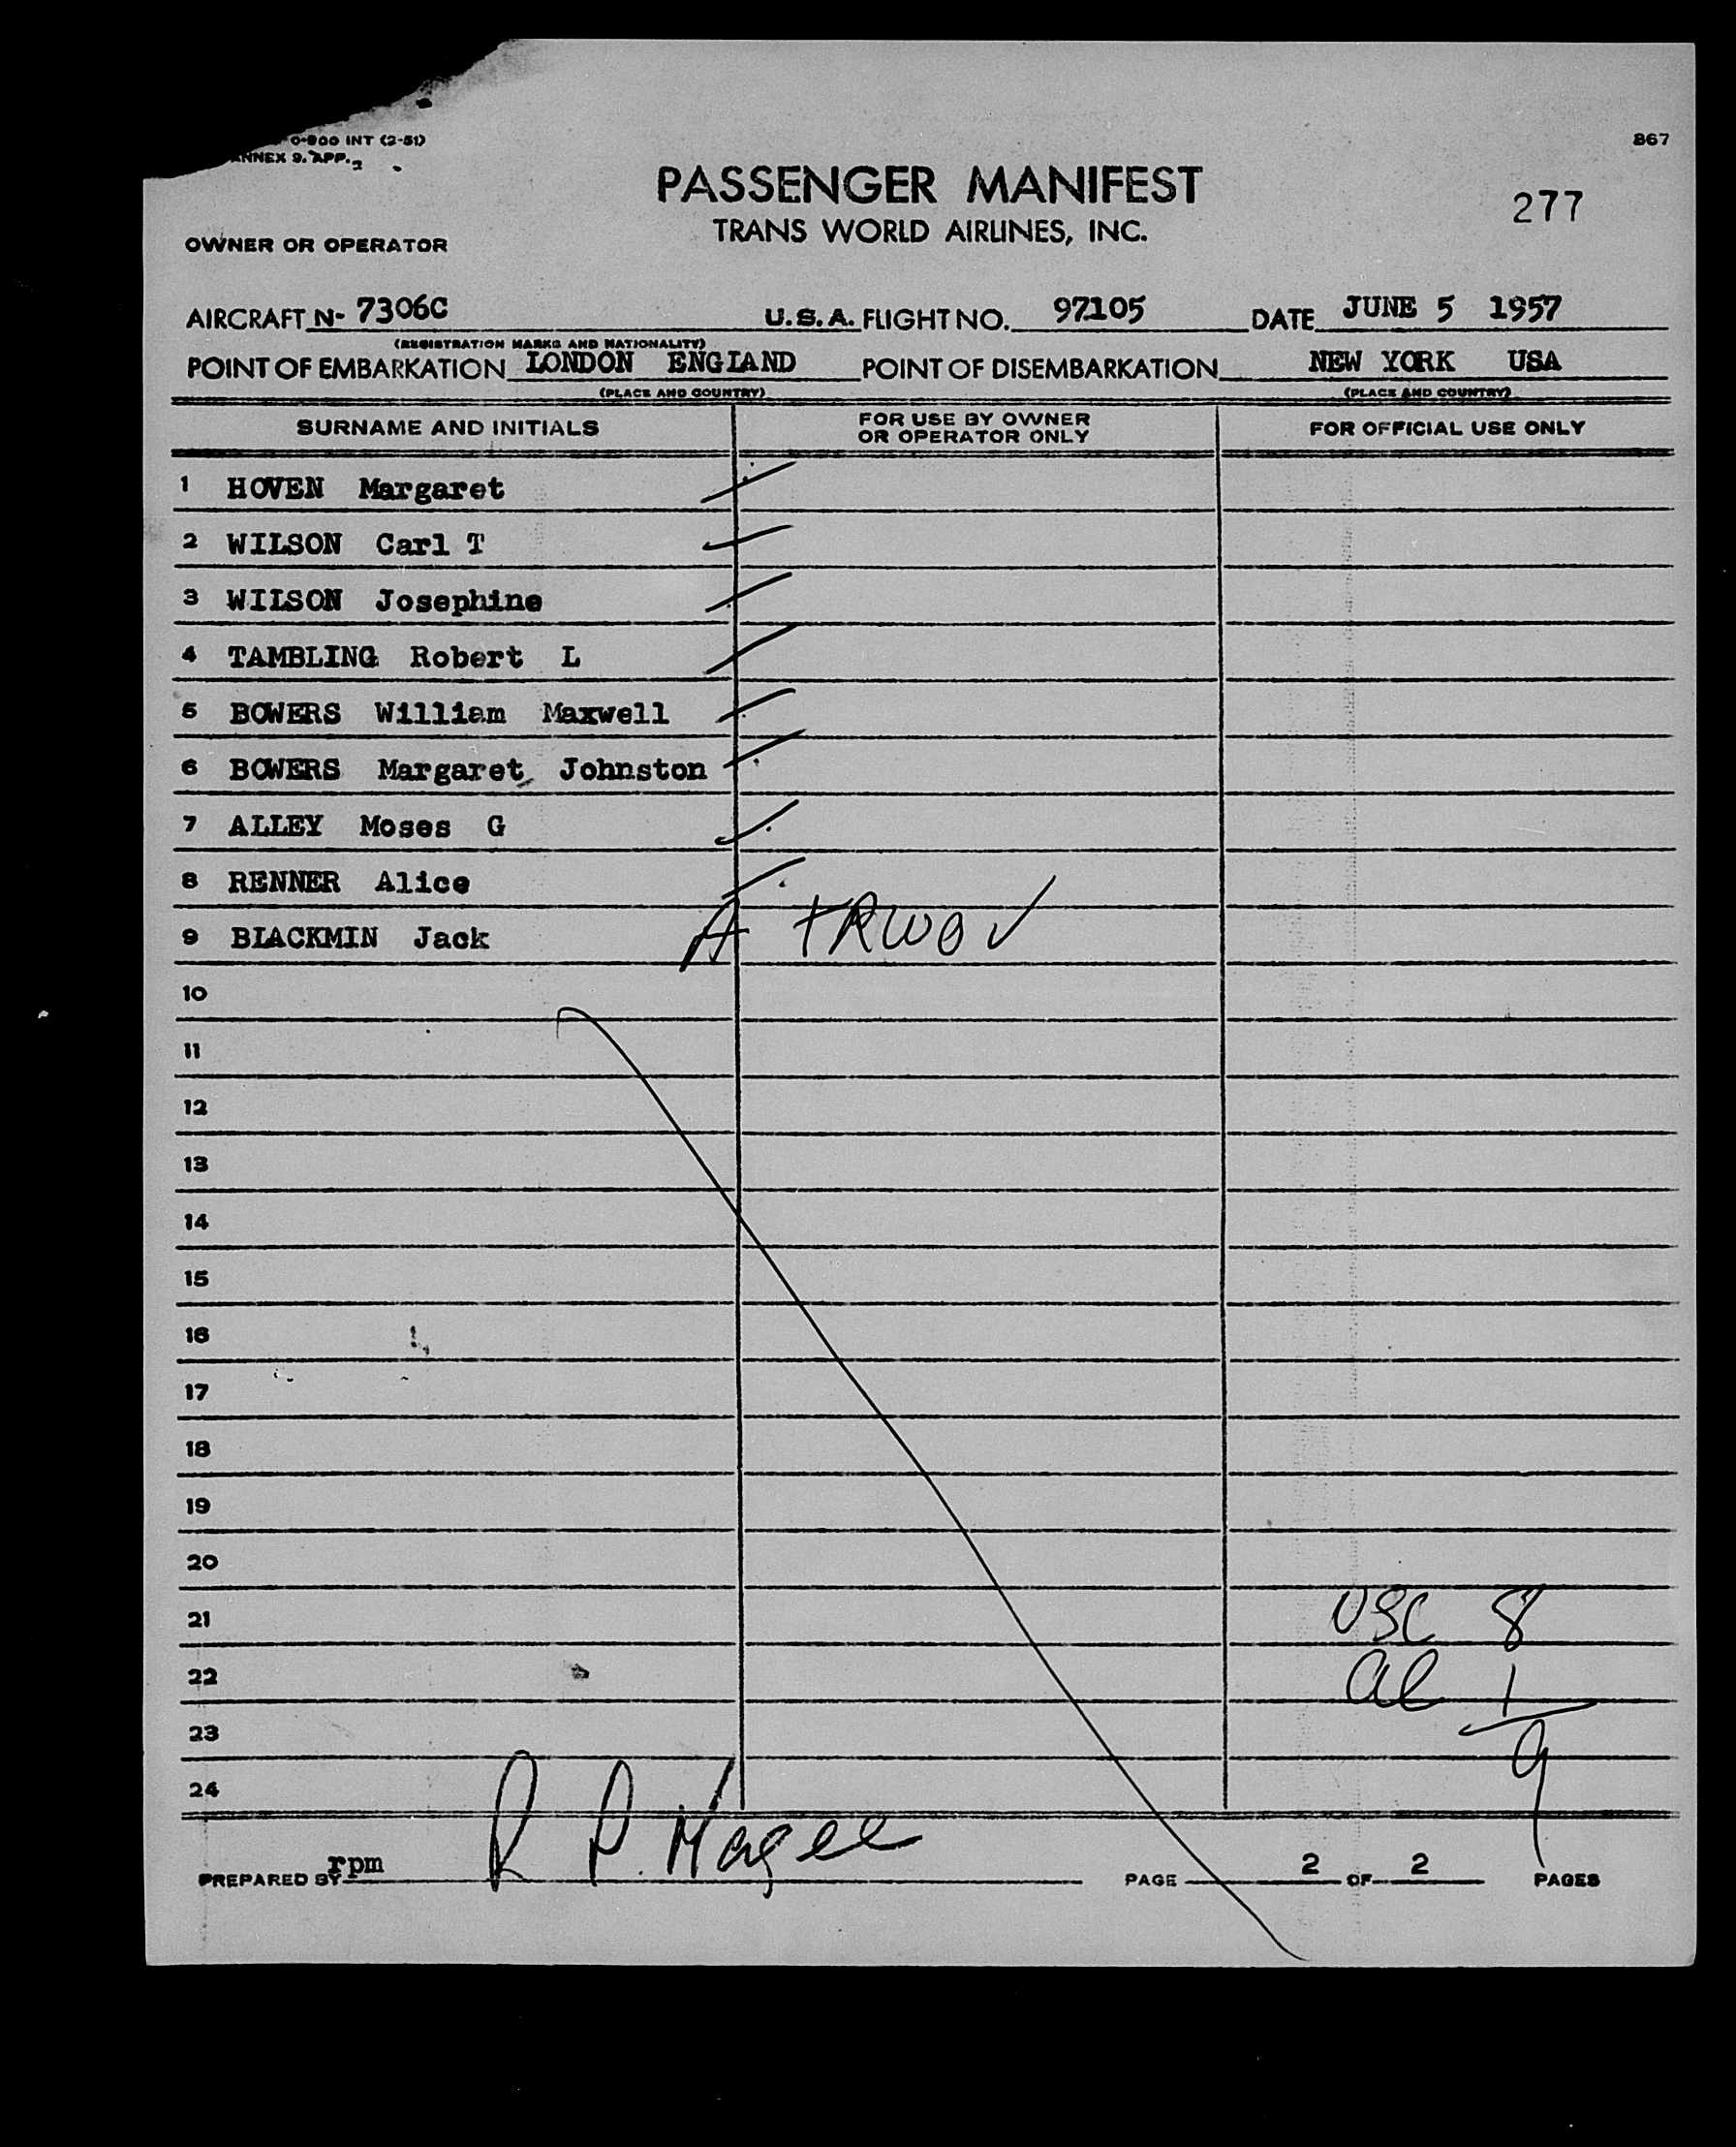 0-800 INT (2-51)
ANNEX 9. APP. 2
867
PASSENGER MANIFEST
277
TRANS WORLD AIRLINES, INC.
OWNER OR OPERATOR
AIRCRAFT N- 7306C U.S.A. FLIGHT NO. 97105 DATE JUNE 5 1957
(REGISTRATION MARKS AND NATIONALITY)
POINT OF EMBARKATION LONDON ENGLAND POINT OF DISEMBARKATION NEW YORK USA
(PLACE AND COUNTRY) (PLACE AND COUNTRY)
SURNAME AND INITIALS FOR USE BY OWNER OR OPERATOR ONLY FOR OFFICIAL USE ONLY
1 HOVEN Margaret
2 WILSON Carl T
3 WILSON Josephine
4 TAMBLING Robert L
5 BOWERS William Maxwell
6 BOWERS Margaret Johnston
7 ALLEY Moses G
8 RENNER Alice
9 BLACKMIN Jack A TRWOV
10
11
12
13
14
15
16
17
18
19
20
21 USC 8
22 al 1
23 9
24
PREPARED BY rpm R P. Magee PAGE 2 OF 2 PAGES